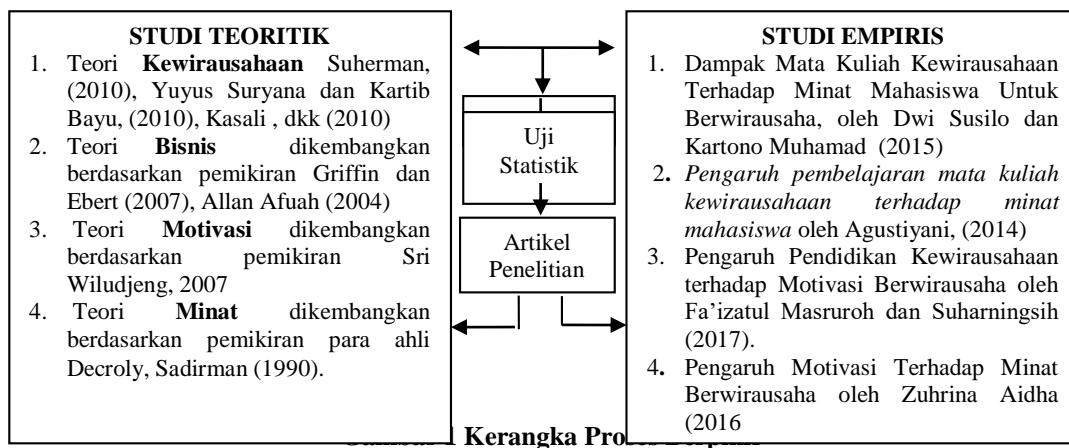 STUDI TEORITIK
1. Teori Kewirausahaan Suherman,
(2010), Yuyus Suryana dan Kartib
Bayu, (2010), Kasali , dkk (2010)
2. Teori Bisnis dikembangkan
berdasarkan pemikiran Griffin dan
Ebert (2007), Allan Afuah (2004)
3. Teori Motivasi dikembangkan
berdasarkan pemikiran Sri
Wiludjeng, 2007
4. Teori Minat dikembangkan
berdasarkan pemikiran para ahli
Decroly, Sadirman (1990).
Uji
Statistik
Artikel
Penelitian
STUDI EMPIRIS
1. Dampak Mata Kuliah Kewirausahaan
Terhadap Minat Mahasiswa Untuk
Berwirausaha, oleh Dwi Susilo dan
Kartono Muhamad (2015)
2. Pengaruh pembelajaran mata kuliah
kewirausahaan terhadap minat
mahasiswa oleh Agustiyani, (2014)
3. Pengaruh Pendidikan Kewirausahaan
terhadap Motivasi Berwirausaha oleh
Fa’izatul Masruroh dan Suharningsih
(2017).
4. Pengaruh Motivasi Terhadap Minat
Berwirausaha oleh Zuhrina Aidha
(2016
1 Kerangka